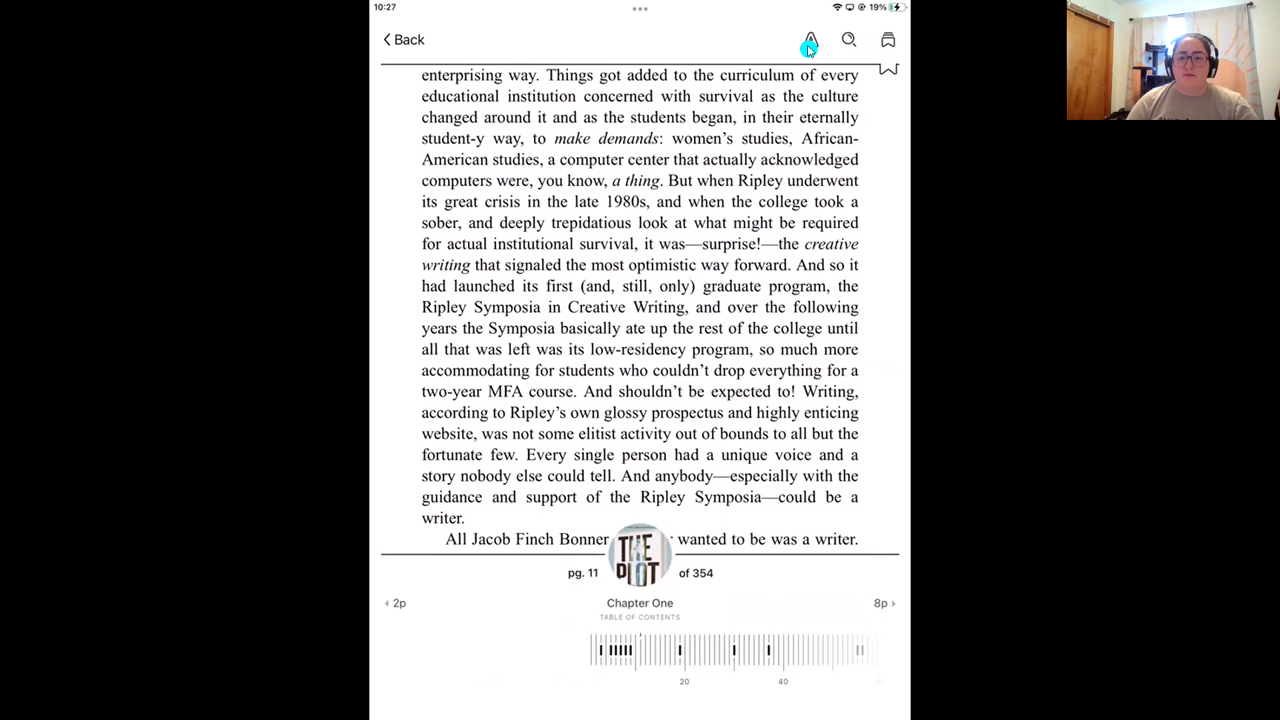 10:27
19%
Back
enterprising way. Things got added to the curriculum of every
educational institution concerned with survival as the culture
changed around it and as the students began, in their eternally
student-y way, to make demands: women's studies, African-
American studies, a computer center that actually acknowledged
computers were, you know, a thing. But when Ripley underwent
its great crisis in the late 1980s, and when the college took a
sober, and deeply trepidatious look at what might be required
for actual institutional survival, it was—surprise!—the creative
writing that signaled the most optimistic way forward. And so it
had launched its first (and, still, only) graduate program, the
Ripley Symposia in Creative Writing, and over the following
years the Symposia basically ate up the rest of the college until
all that was left was its low-residency program, so much more
accommodating for students who couldn't drop everything for a
two-year MFA course. And shouldn't be expected to! Writing,
according to Ripley's own glossy prospectus and highly enticing
website, was not some elitist activity out of bounds to all but the
fortunate few. Every single person had a unique voice and a
story nobody else could tell. And anybody—especially with the
guidance and support of the Ripley Symposia—could be a
writer.
All Jacob Finch Bonner wanted to be was a writer.
THE
PLOT
pg. 11 of 354
2p Chapter One 8p
TABLE OF CONTENTS
20 40